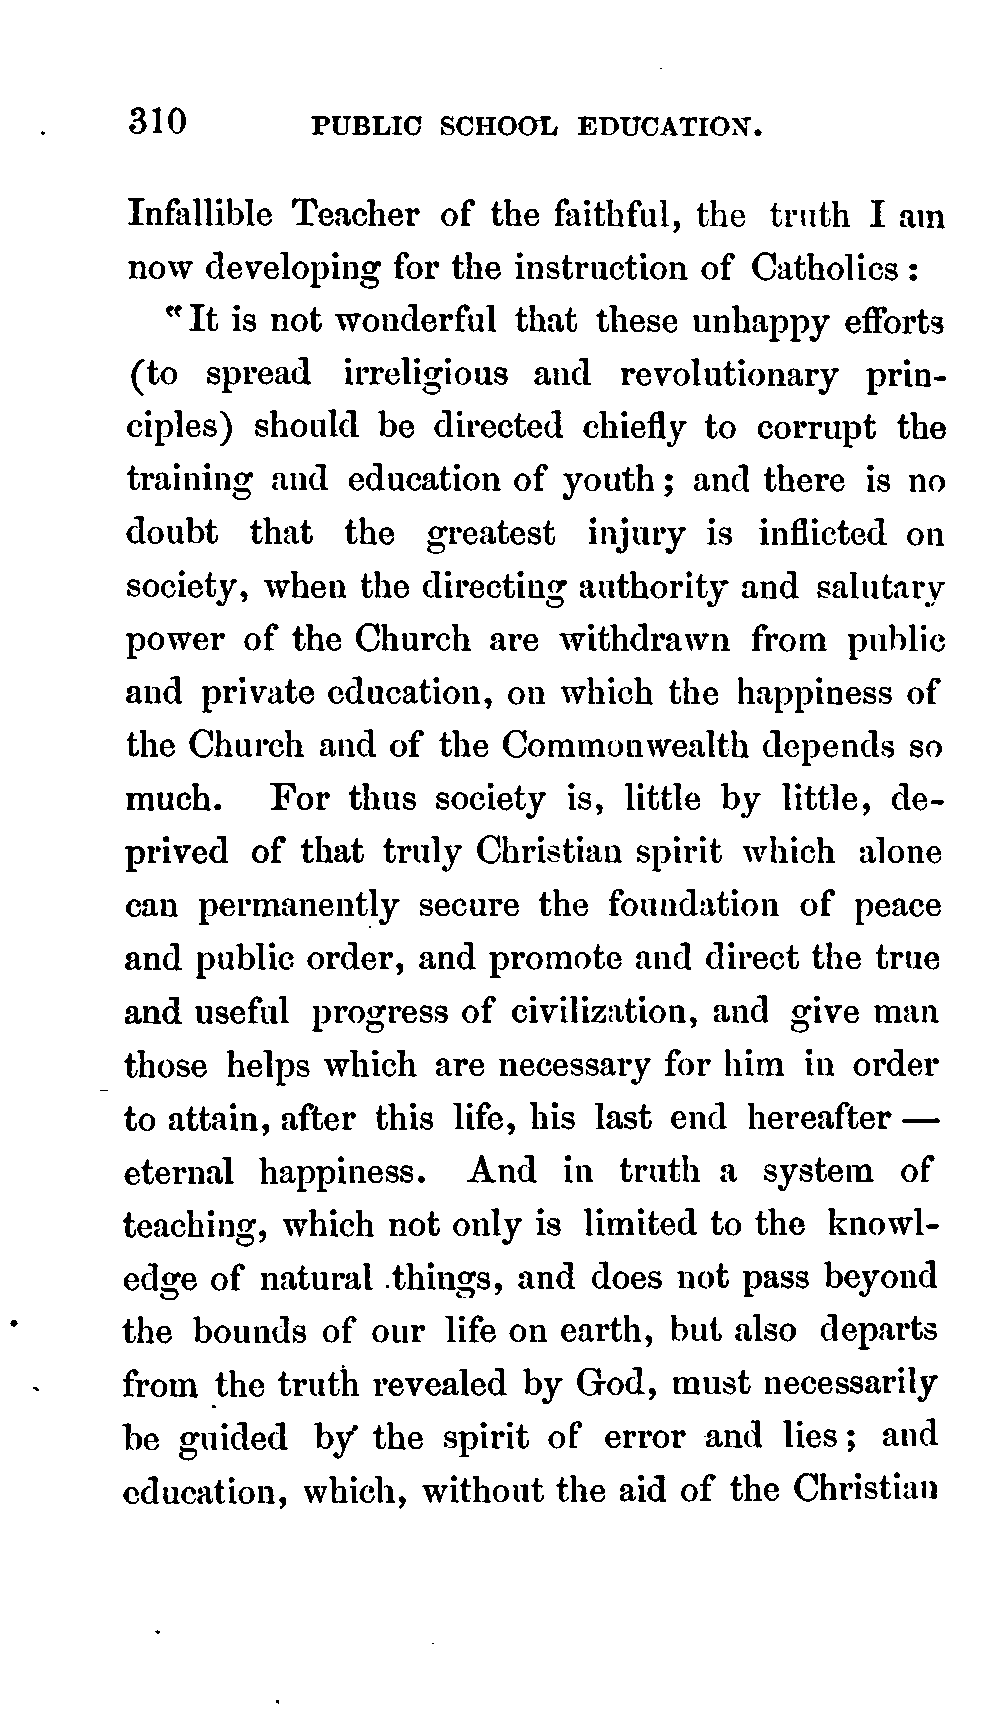 310 PUBLIC SCHOOL EDUCATION.
Infallible Teacher of the faithful, the truth I am
now developing for the instruction of Catholics :
"It is not wonderful that these unhappy efforts
(to spread irreligious and revolutionary prin-
ciples) should be directed chiefly to corrupt the
training and education of youth ; and there is no
doubt that the greatest injury is inflicted on
society, when the directing authority and salutary
power of the Church are withdrawn from public
and private education, on which the happiness of
the Church and of the Commonwealth depends so
much. For thus society is, little by little, de-
prived of that truly Christian spirit which alone
can permanently secure the foundation of peace
and public order, and promote and direct the true
and useful progress of civilization, and give man
those helps which are necessary for him in order
to attain, after this life, his last end hereafter —
eternal happiness. And in truth a system of
teaching, which not only is limited to the knowl-
edge of natural things, and does not pass beyond
the bounds of our life on earth, but also departs
from the truth revealed by God, must necessarily
be guided by the spirit of error and lies ; and
education, which, without the aid of the Christian